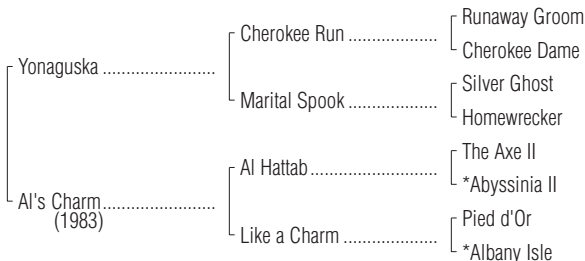 Runaway Groom
Cherokee Run ....................
Cherokee Dame
Yonaguska .........................
Silver Ghost
Marital Spook ....................
Homewrecker
The Axe II
Al Hattab ............................
*Abyssinia II
Al's Charm .........................
(1983)
Pied d'Or
Like a Charm .....................
*Albany Isle